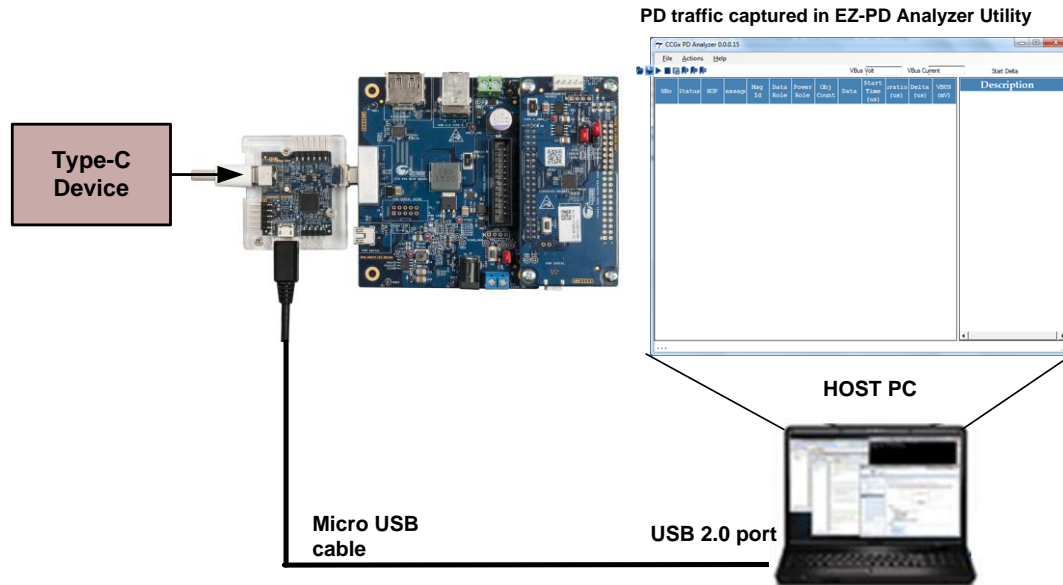 PD traffic captured in EZ-PD Analyzer Utility
CCGx PD Analyzer 0.0.0.15
File Actions Help
VBus Volt
VBus Current
Start Delta
SNo
Status
SOP
Msg Id
Data Role
Power Role
Obj Count
Data
Start Time (us)
Delta (us)
VBUS (mV)
Description
Type-C
Device
HOST PC
Micro USB
cable
USB 2.0 port